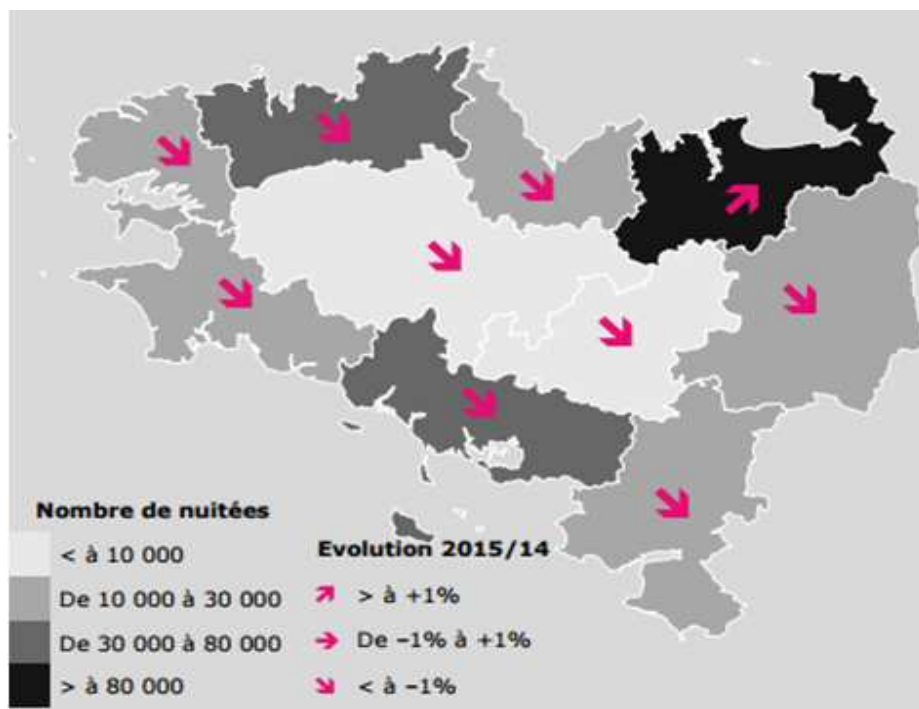 Nombre de nuitées
< à 10 000
De 10 000 à 30 000
De 30 000 à 80 000
> à 80 000
Evolution 2015/14
> à +1%
De −1% à +1%
< à −1%